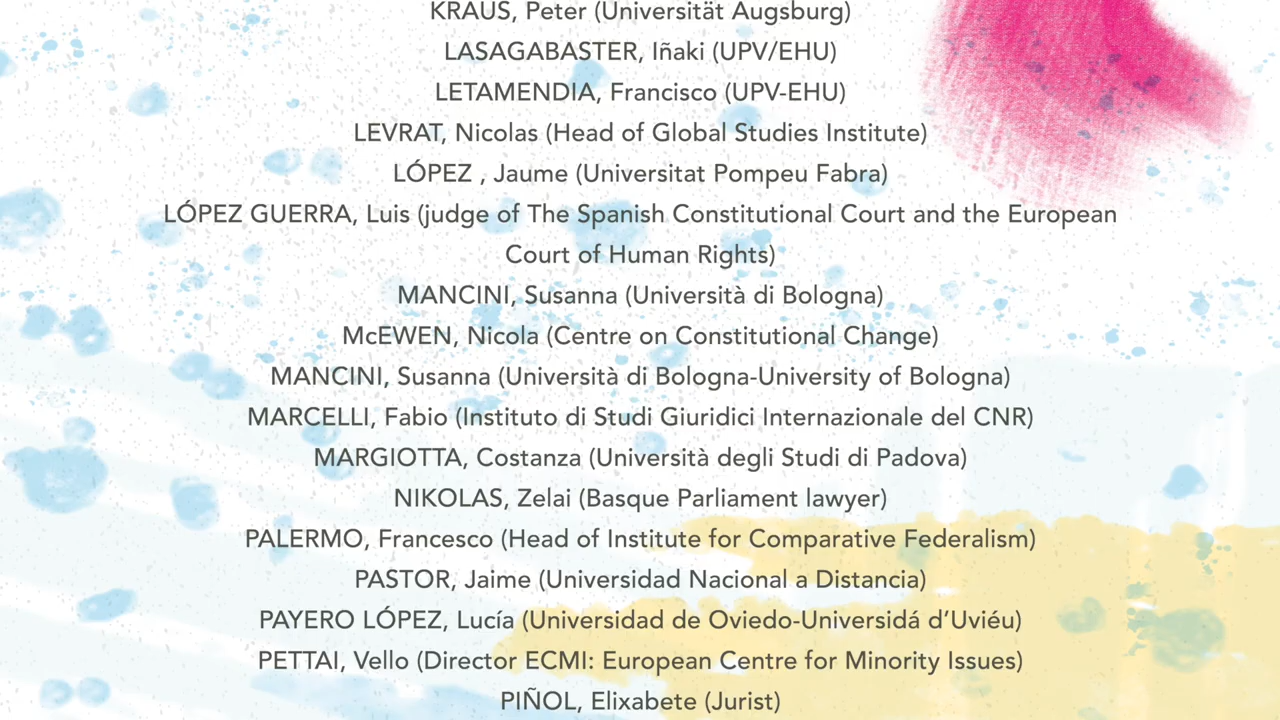 KRAUS, Peter (Universität Augsburg)
LASAGABASTER, Iñaki (UPV/EHU)
LETAMENDIA, Francisco (UPV-EHU)
LEVRAT, Nicolas (Head of Global Studies Institute)
LÓPEZ , Jaume (Universitat Pompeu Fabra)
LÓPEZ GUERRA, Luis (judge of The Spanish Constitutional Court and the European
Court of Human Rights)
MANCINI, Susanna (Università di Bologna)
McEWEN, Nicola (Centre on Constitutional Change)
MANCINI, Susanna (Università di Bologna-University of Bologna)
MARCELLI, Fabio (Instituto di Studi Giuridici Internazionale del CNR)
MARGIOTTA, Costanza (Università degli Studi di Padova)
NIKOLAS, Zelai (Basque Parliament lawyer)
PALERMO, Francesco (Head of Institute for Comparative Federalism)
PASTOR, Jaime (Universidad Nacional a Distancia)
PAYERO LÓPEZ, Lucía (Universidad de Oviedo-Universidá d’Uviéu)
PETTAI, Vello (Director ECMI: European Centre for Minority Issues)
PIÑOL, Elixabete (Jurist)